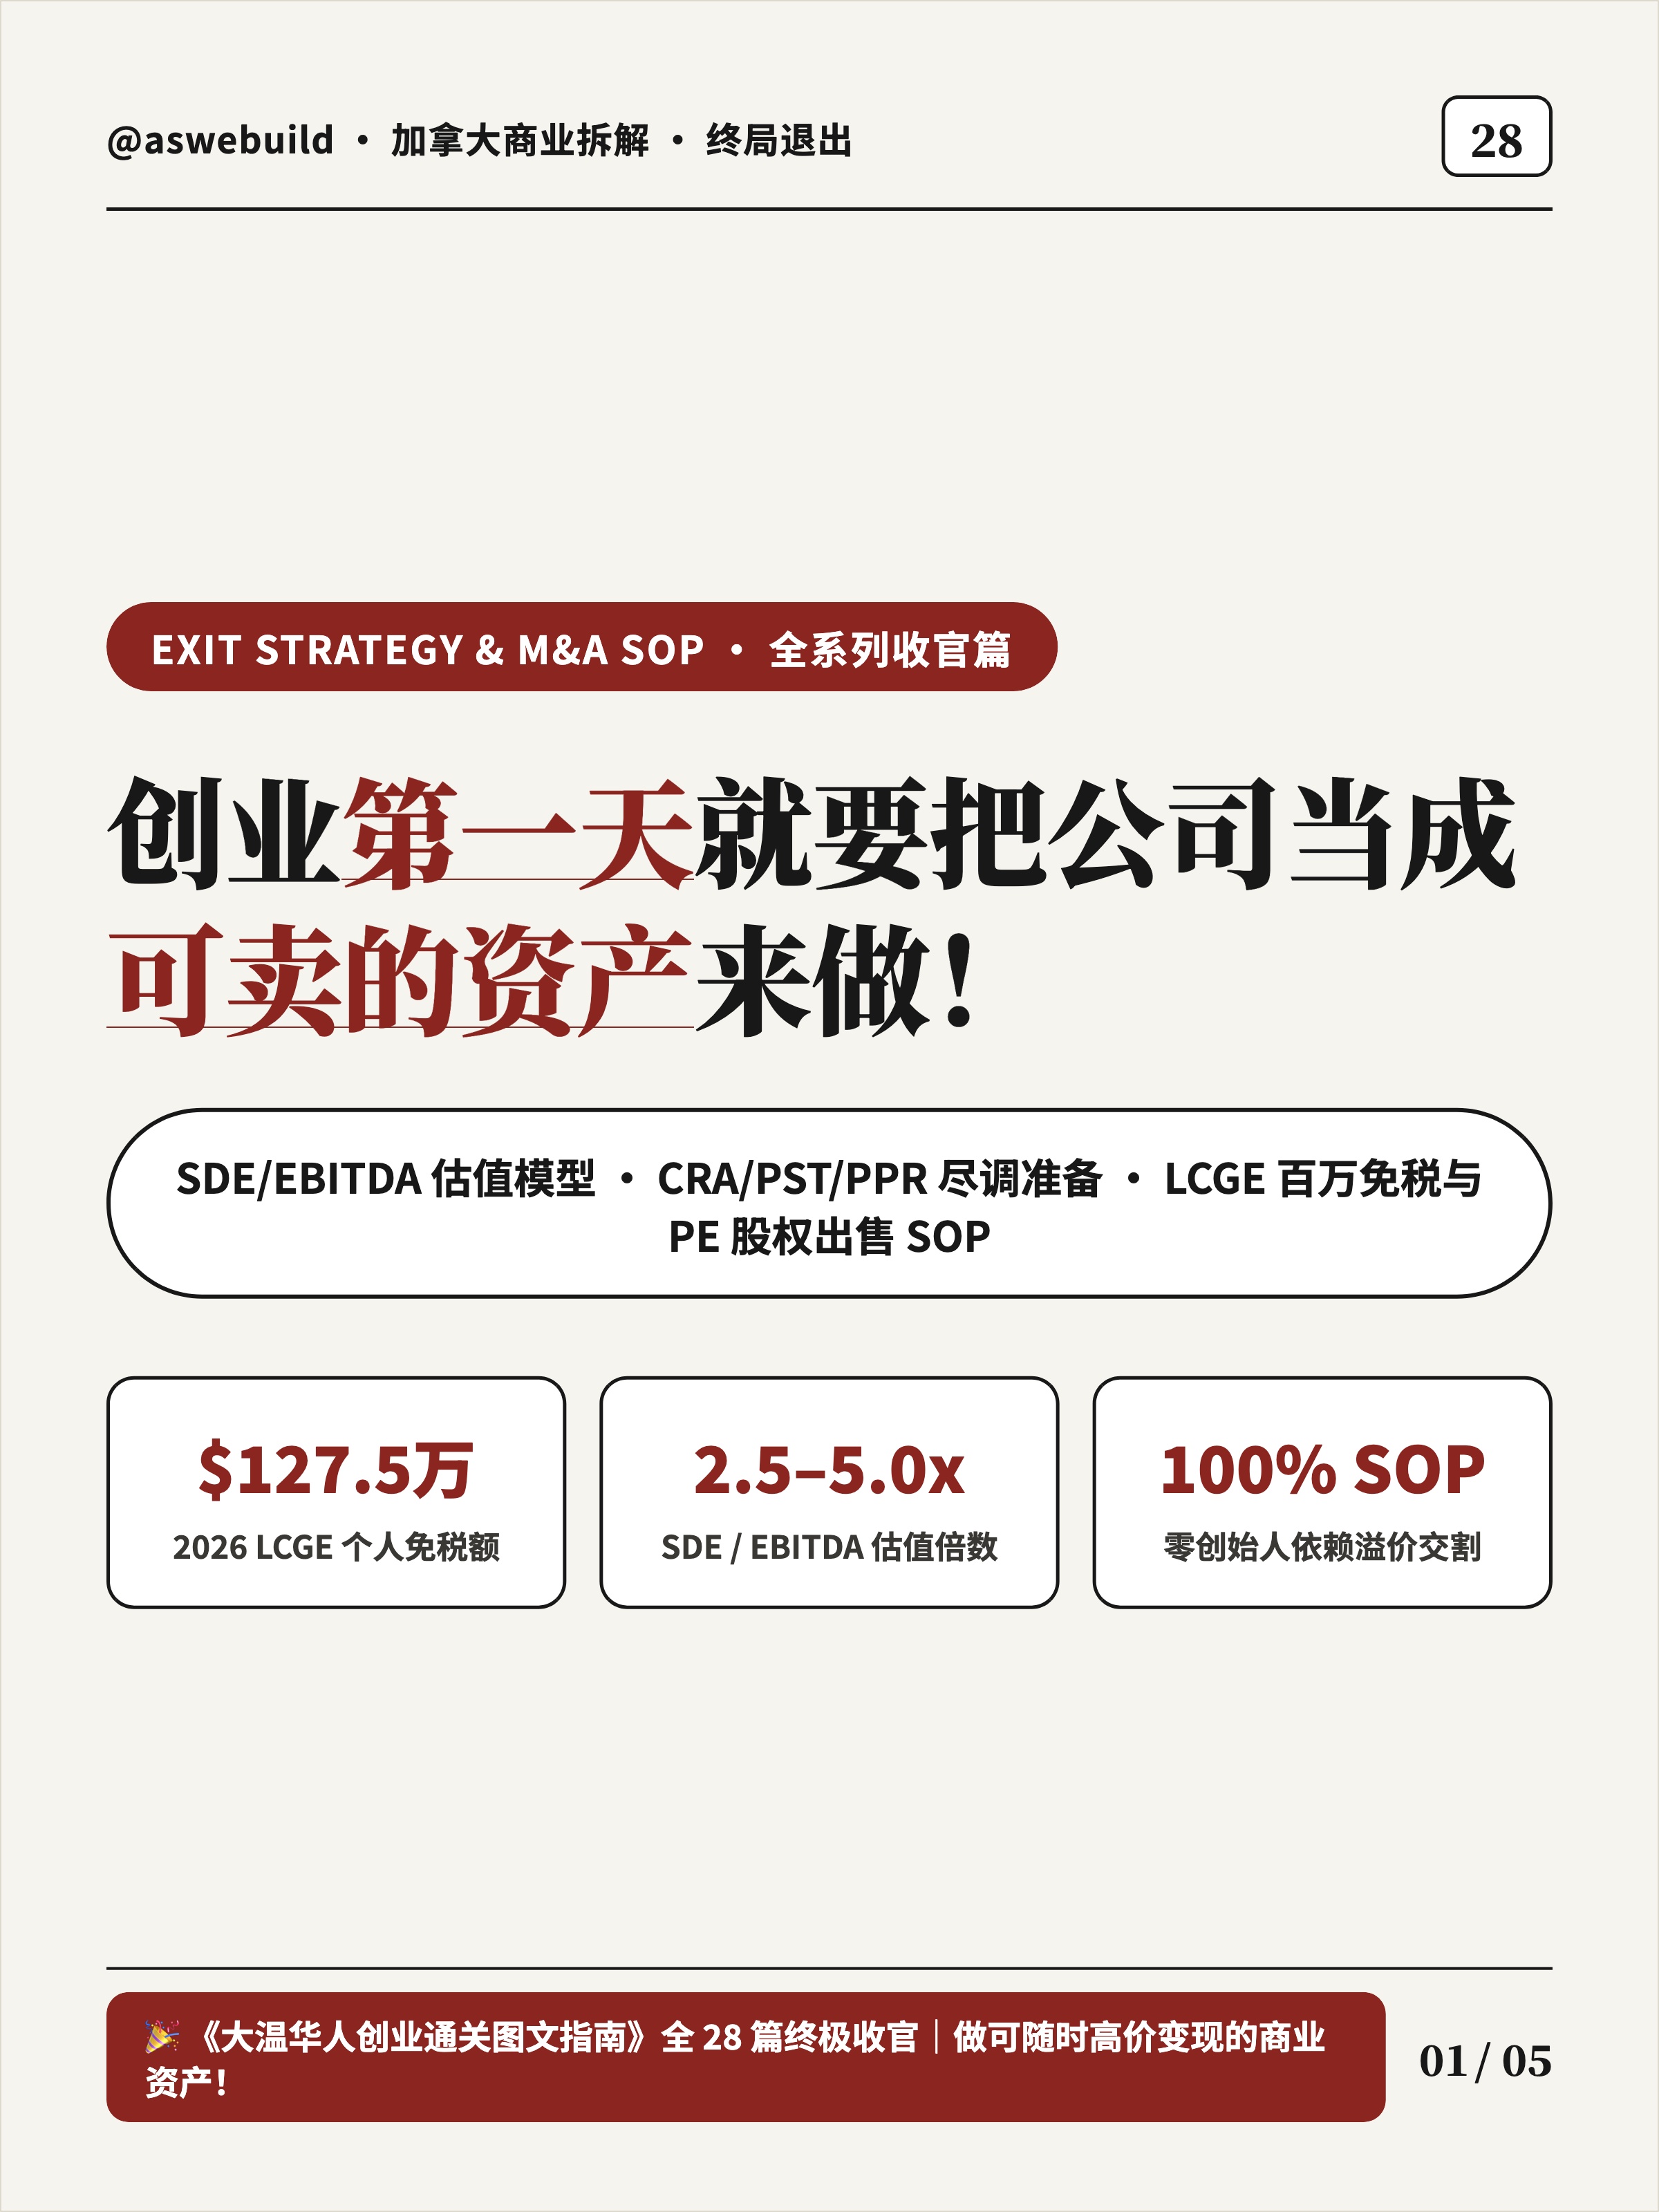 @aswebuild • 加拿大商业拆解 • 终局退出
28
EXIT STRATEGY & M&A SOP • 全系列收官篇
创业第一天就要把公司当成
可卖的资产来做！
SDE/EBITDA 估值模型 • CRA/PST/PPR 尽调准备 • LCGE 百万免税与
PE 股权出售 SOP
$127.5万
2026 LCGE 个人免税额
2.5–5.0x
SDE / EBITDA 估值倍数
100% SOP
零创始人依赖溢价交割
🎉《大温华人创业通关图文指南》全 28 篇终极收官｜做可随时高价变现的商业
资产！
01 / 05